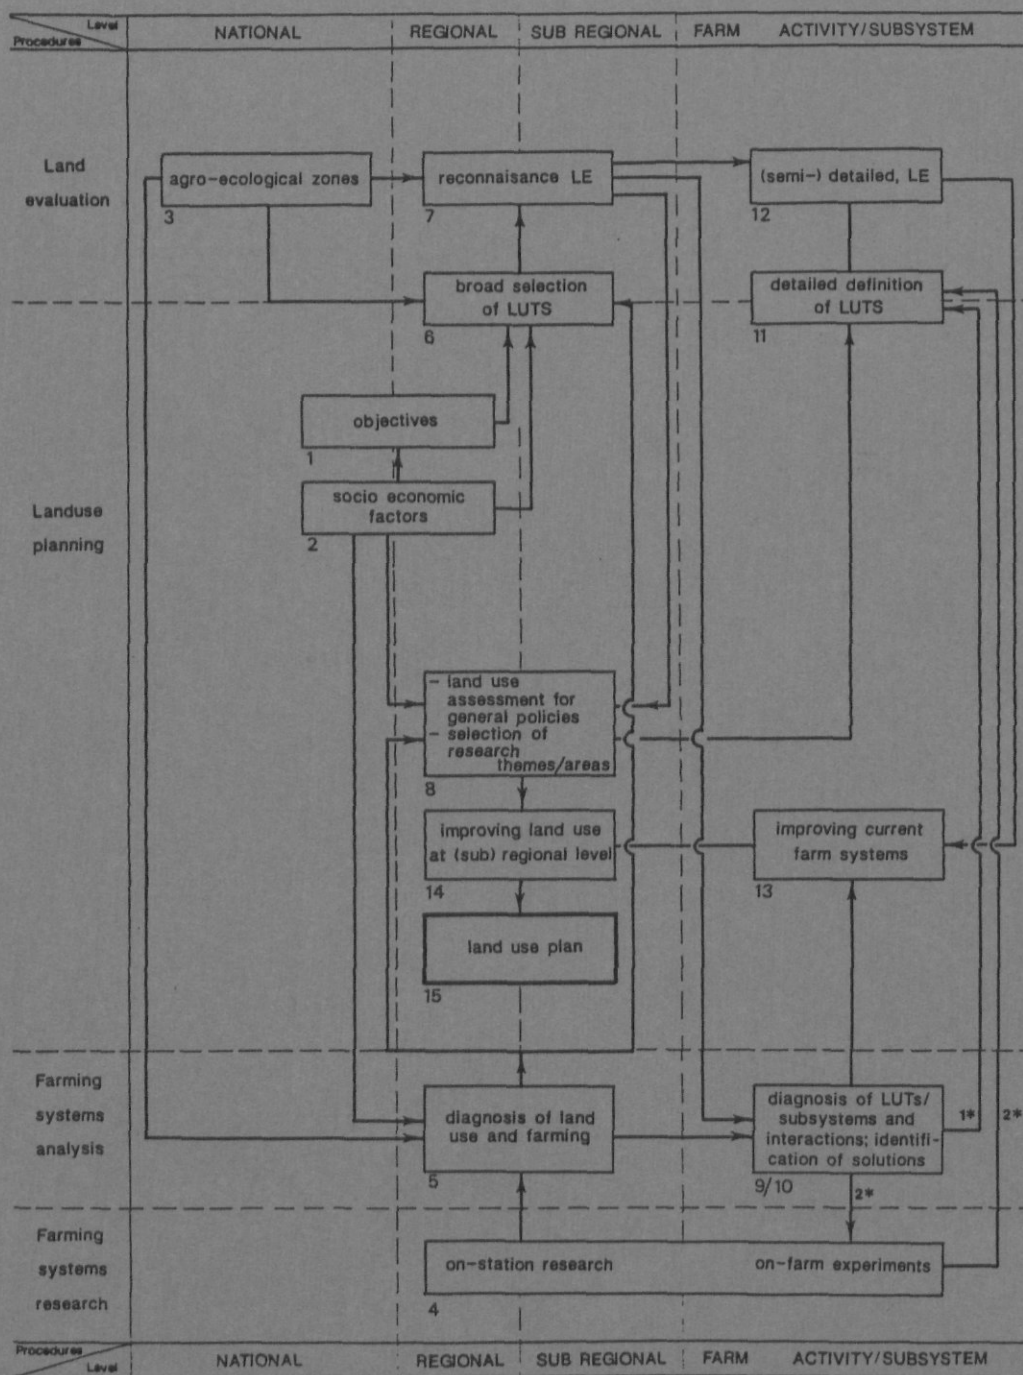 Level
Procedures
NATIONAL
REGIONAL
SUB REGIONAL
FARM
ACTIVITY/SUBSYSTEM
Land
evaluation
agro-ecological zones
3
reconnaisance LE
7
(semi-) detailed, LE
12
broad selection
of LUTS
6
detailed definition
of LUTS
11
objectives
1
socio economic
factors
2
Landuse
planning
- land use
assessment for
general policies
- selection of
research
themes/areas
8
improving land use
at (sub) regional level
14
improving current
farm systems
13
land use plan
15
Farming
systems
analysis
diagnosis of land
use and farming
5
diagnosis of LUTs/
subsystems and
interactions; identifi-
cation of solutions
9/10
1*
2*
2*
Farming
systems
research
on-station research
on-farm experiments
4
Procedures
Level
NATIONAL
REGIONAL
SUB REGIONAL
FARM
ACTIVITY/SUBSYSTEM